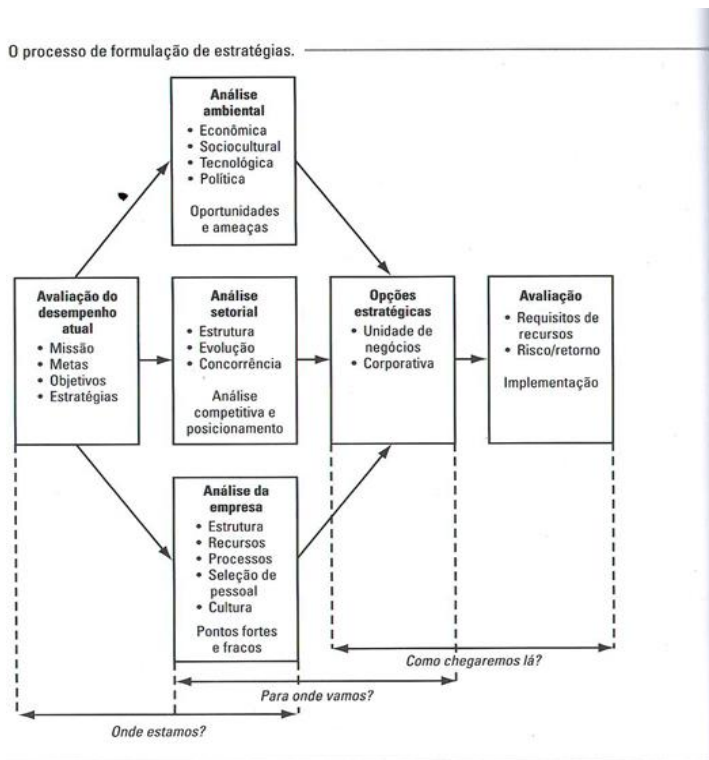 O processo de formulação de estratégias.
Análise
ambiental
• Econômica
• Sociocultural
• Tecnológica
• Política
Oportunidades
e ameaças
Avaliação do
desempenho
atual
• Missão
• Metas
• Objetivos
• Estratégias
Análise
setorial
• Estrutura
• Evolução
• Concorrência
Análise
competitiva e
posicionamento
Opções
estratégicas
• Unidade de
negócios
• Corporativa
Avaliação
• Requisitos de
recursos
• Risco/retorno
Implementação
Análise da
empresa
• Estrutura
• Recursos
• Processos
• Seleção de
pessoal
• Cultura
Pontos fortes
e fracos
Como chegaremos lá?
Para onde vamos?
Onde estamos?